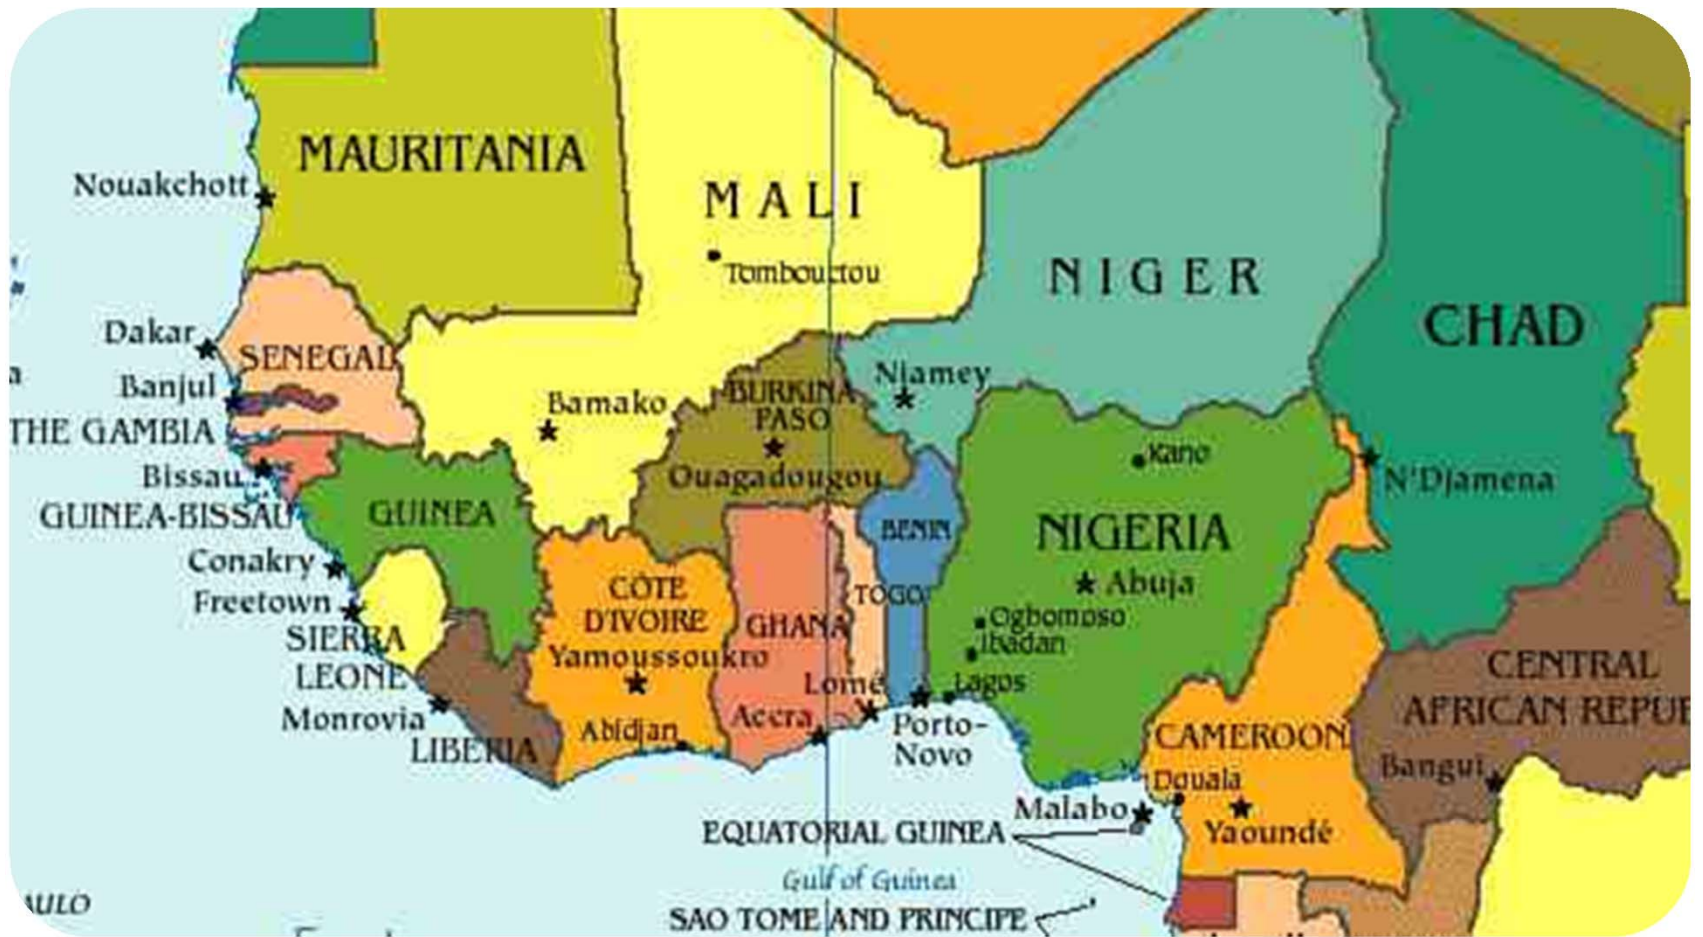 MAURITANIA
Nouakchott
MALI
Tombouctou
NIGER
CHAD
Dakar
SENEGAL
Banjul
THE GAMBIA
Bissau
GUINEA-BISSAU
Bamako
BURKINA
PASO
Ouagadougou
Niamey
Kano
N'Djamena
GUINEA
Conakry
Freetown
SIERRA
LEONE
Monrovia
LIBERIA
CÔTE
D'IVOIRE
Yamoussoukro
Abidjan
GHANA
Accra
TOGO
Lomé
BENIN
Porto-
Novo
NIGERIA
Abuja
Ogbomoso
Ibadan
Lagos
CENTRAL
AFRICAN REPU
Bangui
CAMEROON
Douala
Yaoundé
Malabo
EQUATORIAL GUINEA
Gulf of Guinea
SAO TOME AND PRINCIPE
AULO